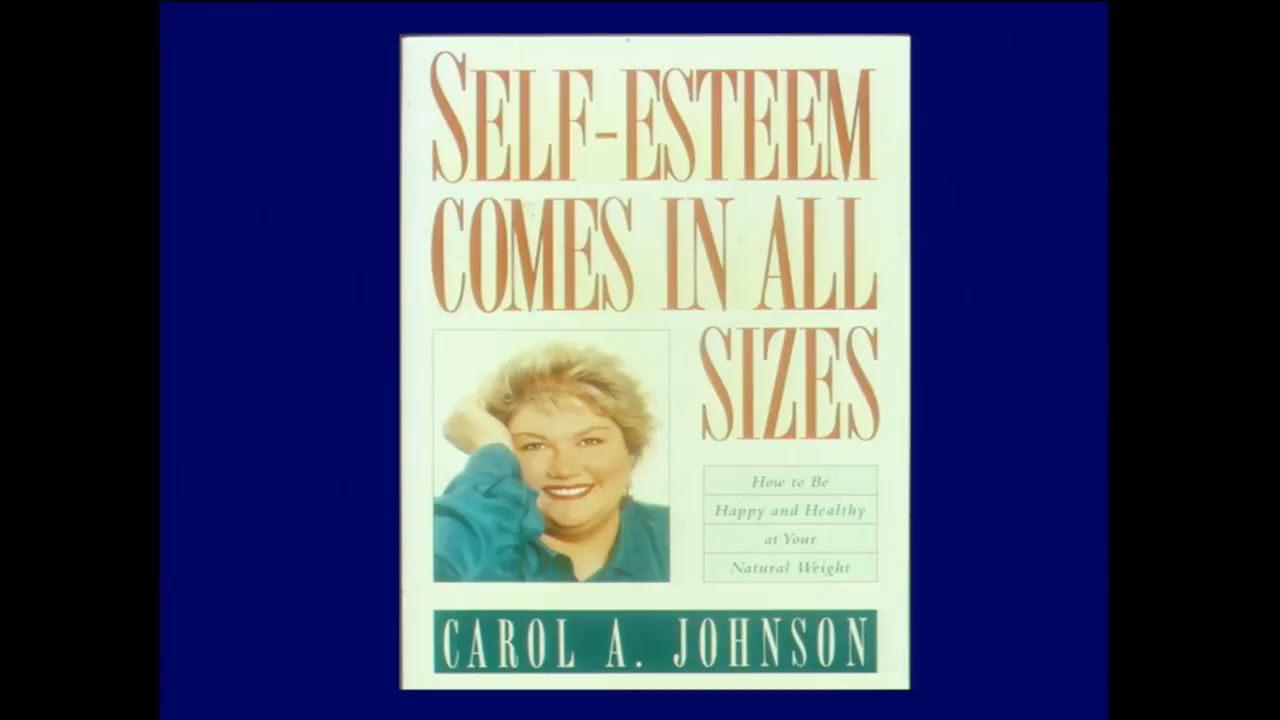 SELF-ESTEEM
COMES IN ALL
SIZES
How to Be
Happy and Healthy
at Your
Natural Weight
CAROL A. JOHNSON